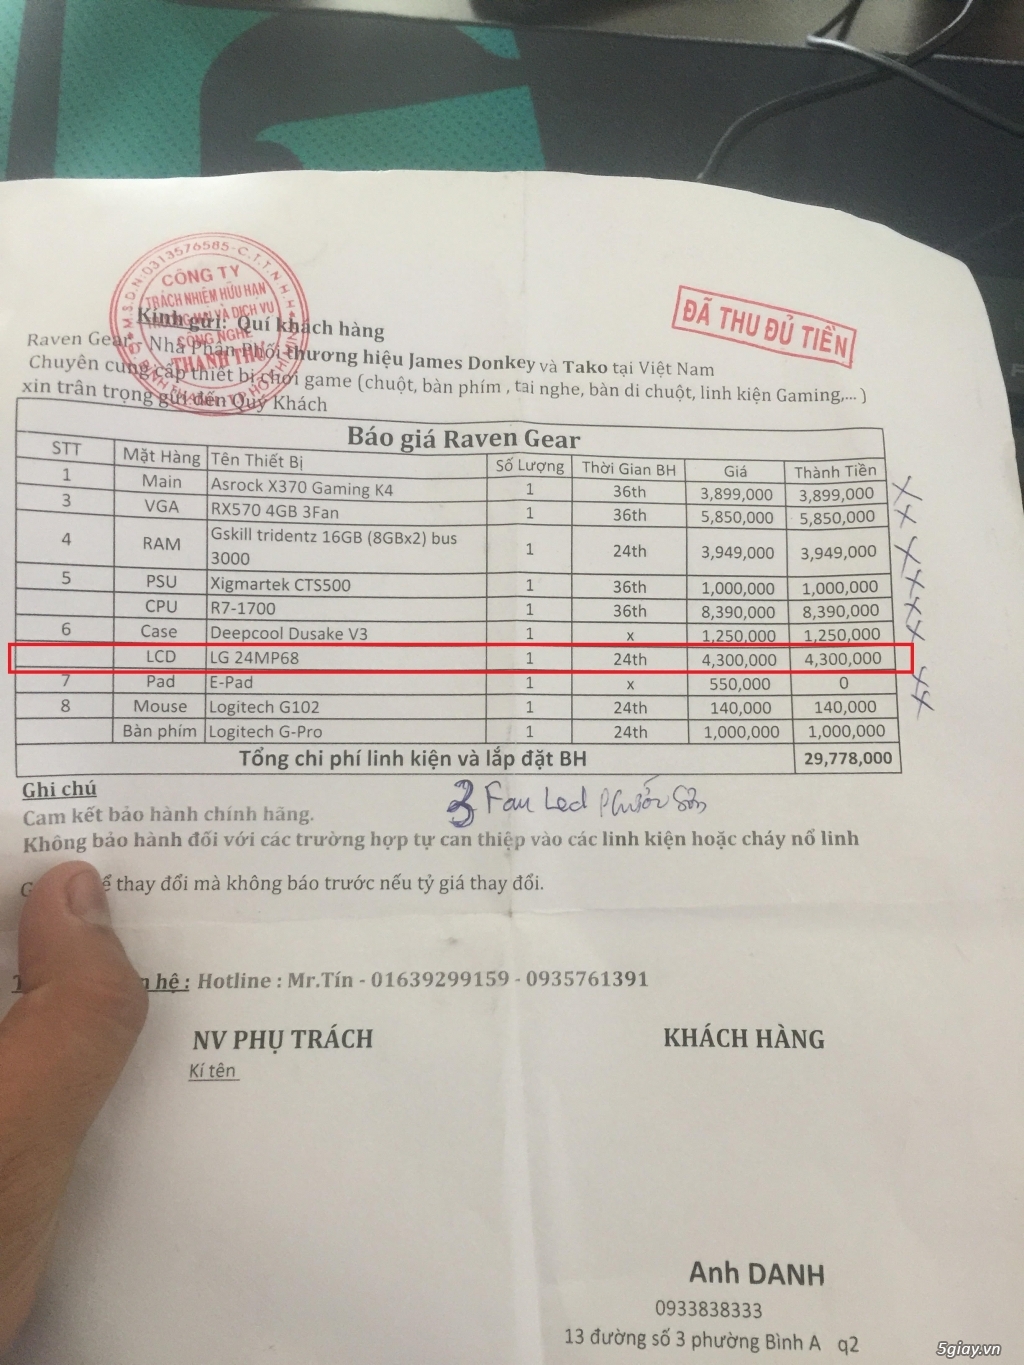 M.S.D.N:0313576585-C.T.T.N.H.H
CÔNG TY
TRÁCH NHIỆM HỮU HẠN
VÀ DỊCH VỤ
CÔNG NGHỆ
ĐÃ THU ĐỦ TIỀN
Kính gửi: Quí khách hàng
Raven Gear - Nhà Phân Phối thương hiệu James Donkey và Tako tại Việt Nam
Chuyên cung cấp thiết bị chơi game (chuột, bàn phím , tai nghe, bàn di chuột, linh kiện Gaming,... )
xin trân trọng gửi đến Quý Khách
Báo giá Raven Gear
STT Mặt Hàng Tên Thiết Bị Số Lượng Thời Gian BH Giá Thành Tiền
1 Main Asrock X370 Gaming K4 1 36th 3,899,000 3,899,000
3 VGA RX570 4GB 3Fan 1 36th 5,850,000 5,850,000
4 RAM Gskill tridentz 16GB (8GBx2) bus 3000 1 24th 3,949,000 3,949,000
5 PSU Xigmartek CTS500 1 36th 1,000,000 1,000,000
CPU R7-1700 1 36th 8,390,000 8,390,000
6 Case Deepcool Dusake V3 1 x 1,250,000 1,250,000
LCD LG 24MP68 1 24th 4,300,000 4,300,000
7 Pad E-Pad 1 x 550,000 0
8 Mouse Logitech G102 1 24th 140,000 140,000
Bàn phím Logitech G-Pro 1 24th 1,000,000 1,000,000
Tổng chi phí linh kiện và lắp đặt BH 29,778,000
Ghi chú
3 Fan Led
Cam kết bảo hành chính hãng.
Không bảo hành đối với các trường hợp tự can thiệp vào các linh kiện hoặc cháy nổ linh
thay đổi mà không báo trước nếu tỷ giá thay đổi.
hệ : Hotline : Mr.Tín - 01639299159 - 0935761391
NV PHỤ TRÁCH KHÁCH HÀNG
Kí tên
Anh DANH
0933838333
13 đường số 3 phường Bình A q2
5giay.vn